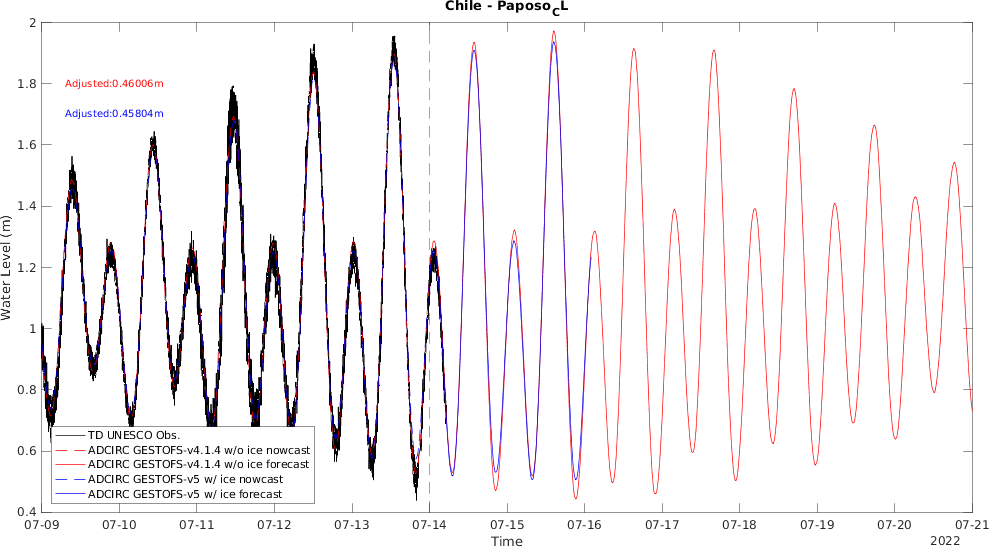 Chile - PaposoCL
Adjusted:0.46006m
Adjusted:0.45804m
Water Level (m)
2
1.8
1.6
1.4
1.2
1
0.8
0.6
0.4
TD UNESCO Obs.
ADCIRC GESTOFS-v4.1.4 w/o ice nowcast
ADCIRC GESTOFS-v4.1.4 w/o ice forecast
ADCIRC GESTOFS-v5 w/ ice nowcast
ADCIRC GESTOFS-v5 w/ ice forecast
07-09 07-10 07-11 07-12 07-13 07-14 07-15 07-16 07-17 07-18 07-19 07-20 07-21
Time
2022